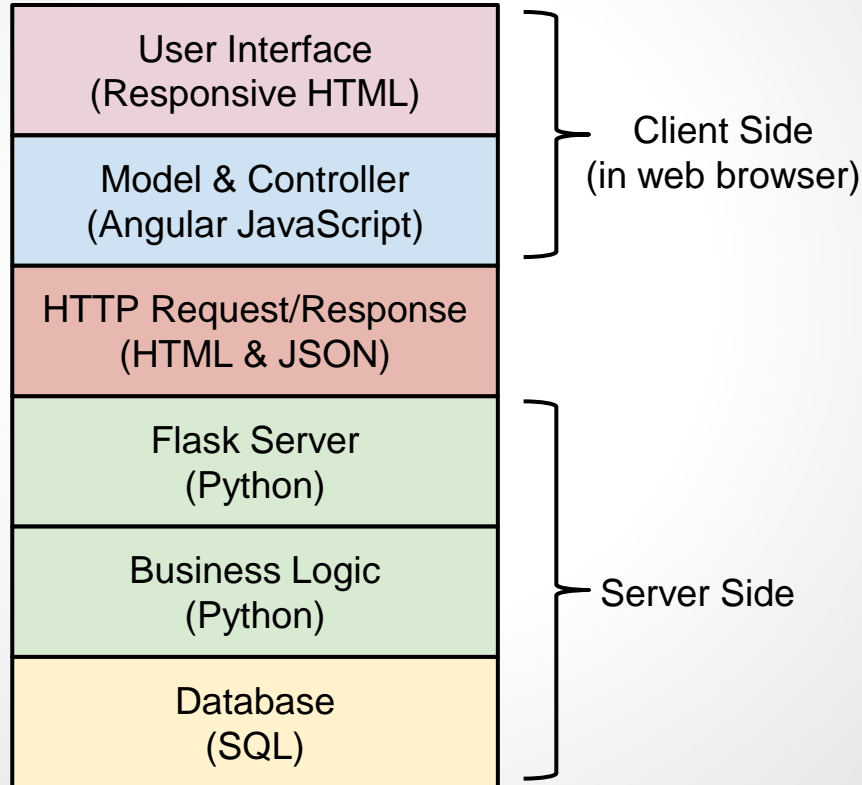 User Interface
(Responsive HTML)
Model & Controller
(Angular JavaScript)
Client Side
(in web browser)
HTTP Request/Response
(HTML & JSON)
Flask Server
(Python)
Business Logic
(Python)
Server Side
Database
(SQL)